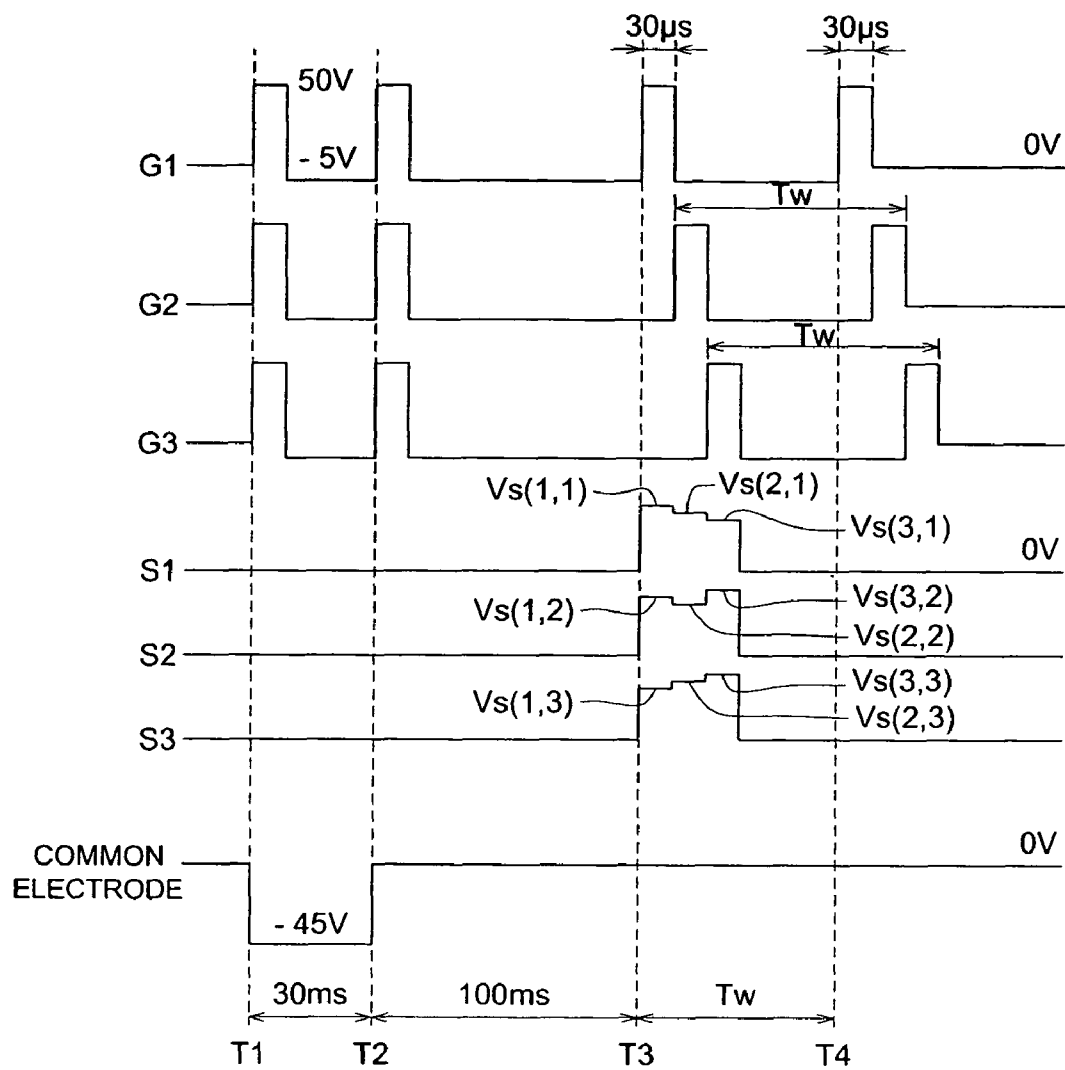 30µs 30µs
50V
- 5V
G1
0V
Tw
G2
Tw
G3
Vs(1,1)
Vs(2,1)
Vs(3,1)
0V
S1
Vs(1,2)
Vs(3,2)
Vs(2,2)
S2
Vs(1,3)
Vs(3,3)
Vs(2,3)
S3
COMMON
ELECTRODE
0V
- 45V
30ms 100ms Tw
T1 T2 T3 T4